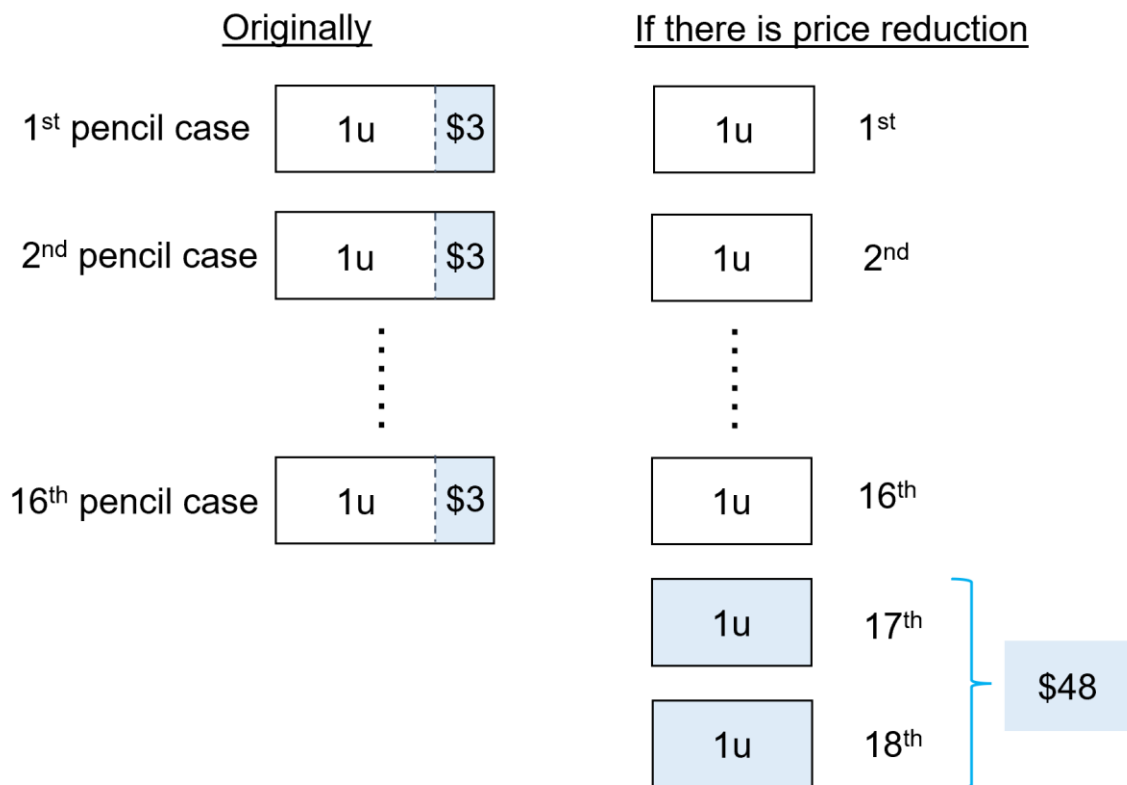 Originally
If there is price reduction
1st pencil case 1u $3 1u 1st
2nd pencil case 1u $3 1u 2nd
16th pencil case 1u $3 1u 16th
1u 17th
$48
1u 18th